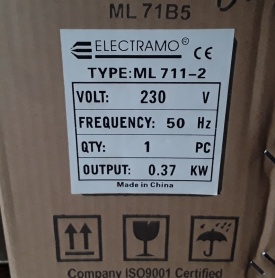 ML 71B5
ELECTRAMO® CE
TYPE:ML 711-2
VOLT: 230 V
FREQUENCY: 50 Hz
QTY: 1 PC
OUTPUT: 0.37 KW
Made in China
Company ISO9001 Certified